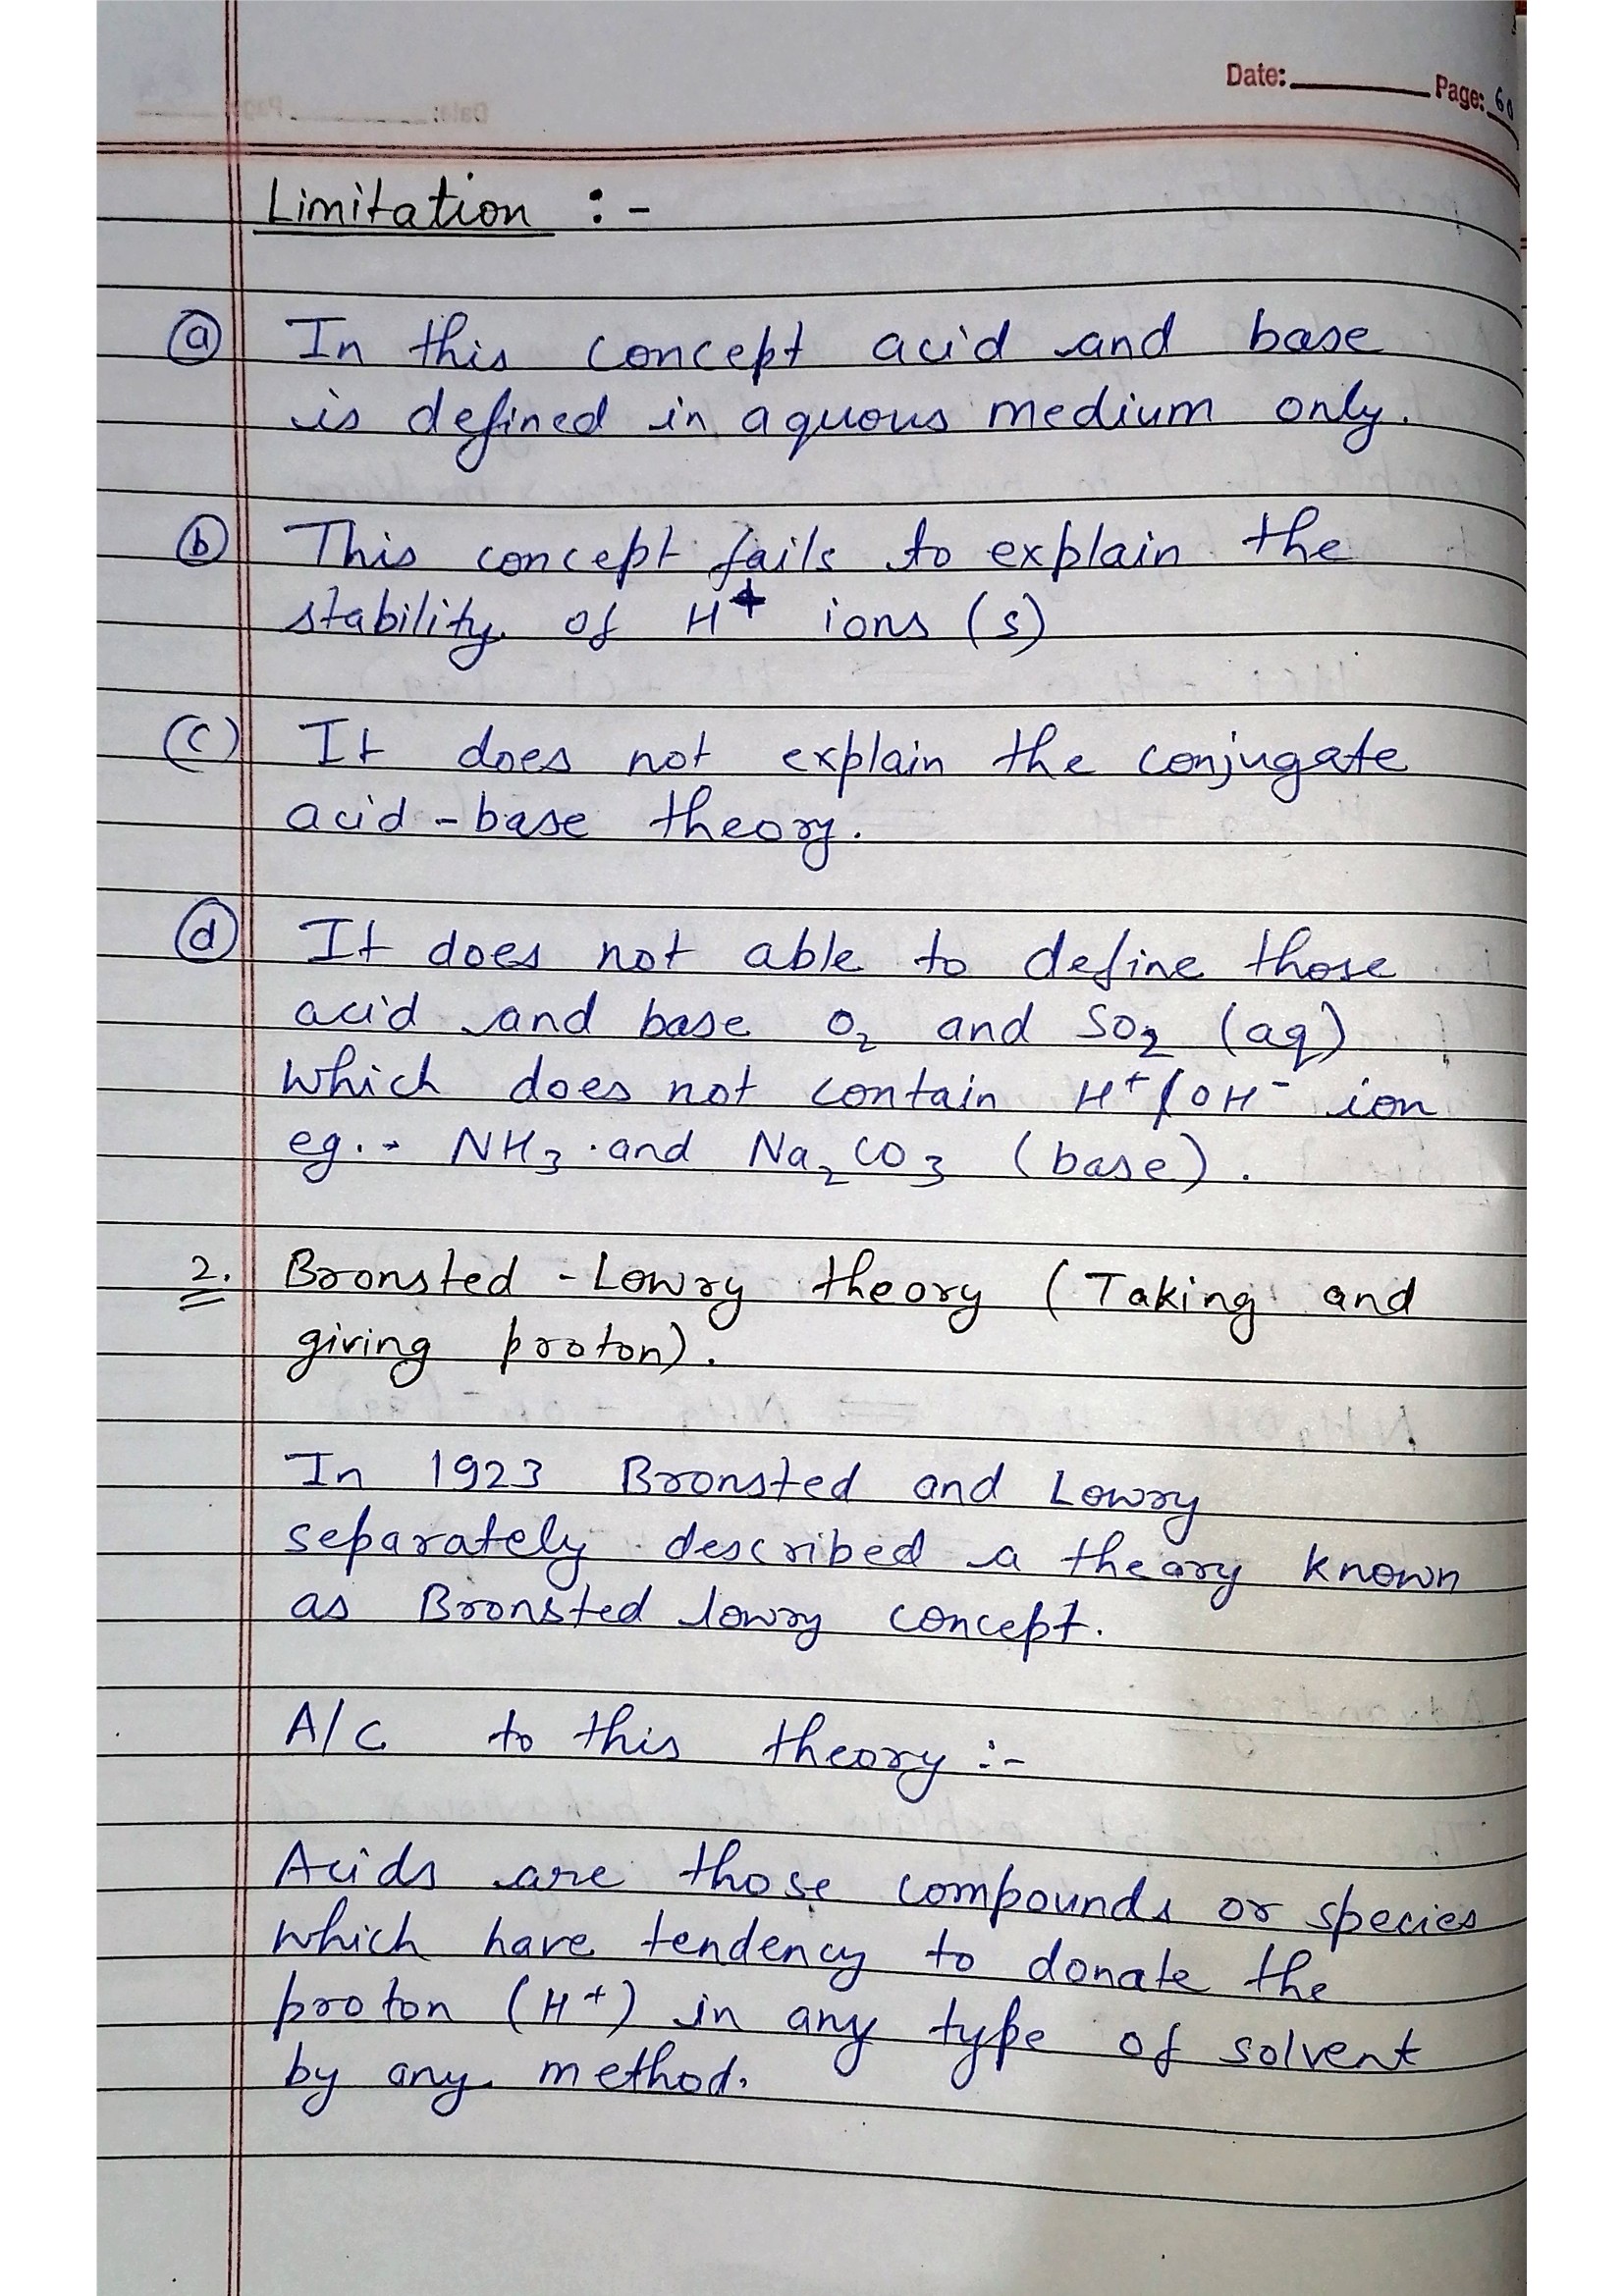 Date: Page: 60
Limitation :-
(a) In this concept acid and base
is defined in aquous medium only.
(b) This concept fails to explain the
stability of H⁺ ions (s)
(c) It does not explain the conjugate
acid-base theory.
(d) It does not able to define those
acid and base O₂ and SO₂ (aq)
which does not contain H⁺/OH⁻ ion
eg.→ NH₃ and Na₂CO₃ (base).
2. Bronsted-Lowry theory (Taking and
giving proton).
In 1923 Bronsted and Lowry
separately described a theory known
as Bronsted lowry concept.
A/c to this theory :-
Acids are those compounds or species
which have tendency to donate the
proton (H⁺) in any type of solvent
by any method.